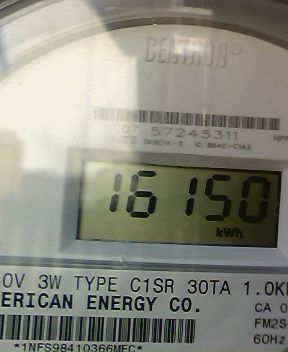 CENTRON®
07 57245311
16150
kWh
0V 3W TYPE C1SR 30TA 1.0K
ERICAN ENERGY CO.
CA 0
FM2S
60Hz
*1NFS98410366MFC*